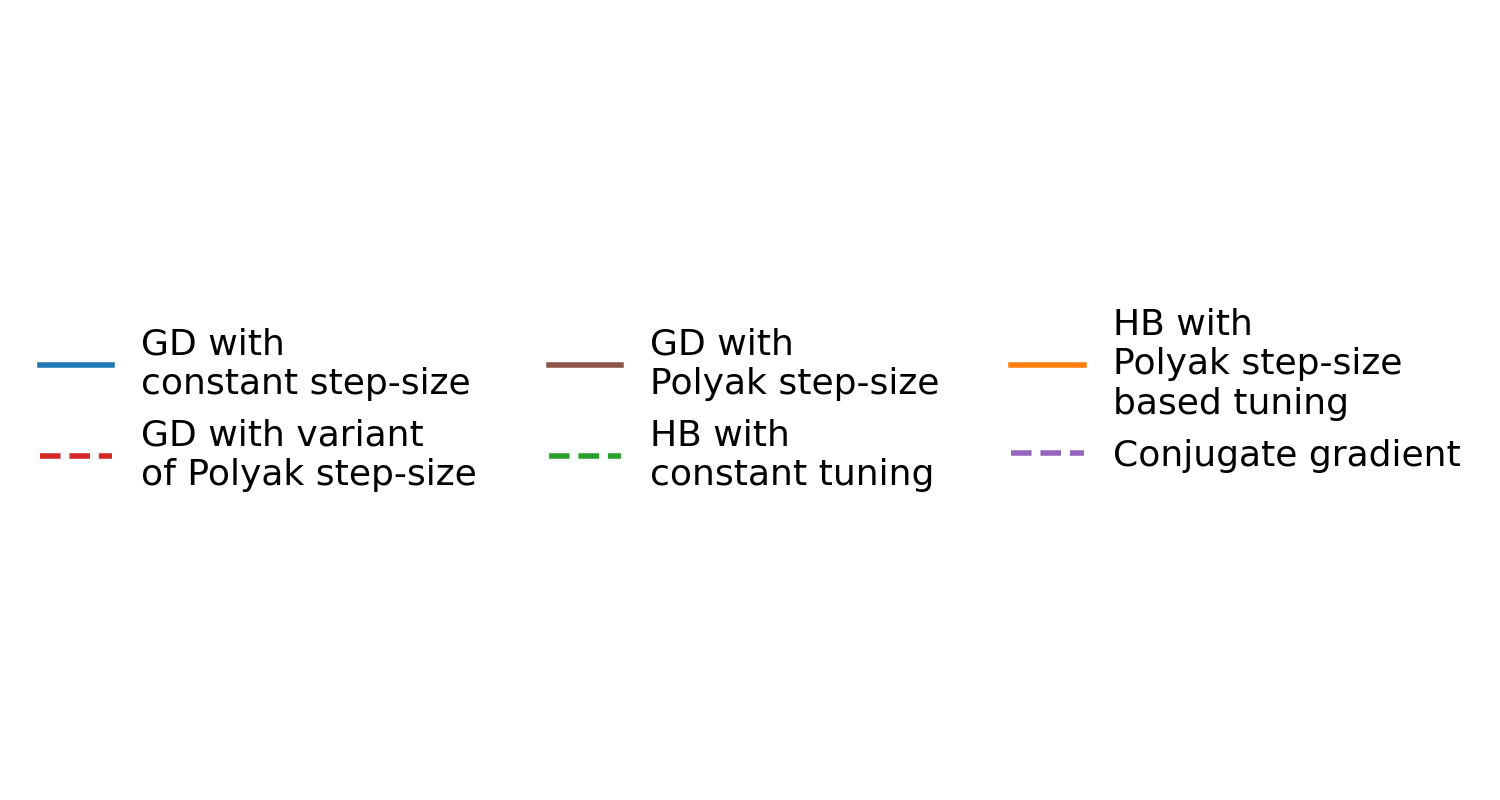 GD with
constant step-size
GD with variant
of Polyak step-size
GD with
Polyak step-size
HB with
constant tuning
HB with
Polyak step-size
based tuning
Conjugate gradient